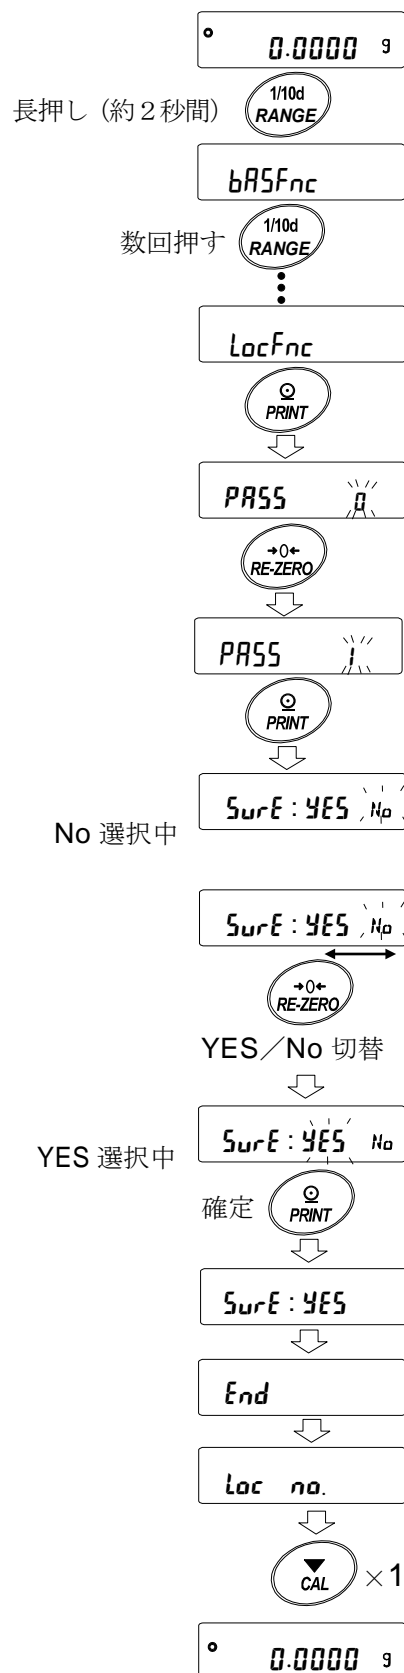 0.0000 g
長押し（約２秒間）
1/10d
RANGE
bASFnc
数回押す
1/10d
RANGE
LocFnc
PRINT
PASS 0
→0←
RE-ZERO
PASS 1
PRINT
SurE : YES No
No 選択中
SurE : YES No
→0←
RE-ZERO
YES／No 切替
SurE : YES No
YES 選択中
確定
PRINT
SurE : YES
End
Loc no.
CAL
×1
0.0000 g